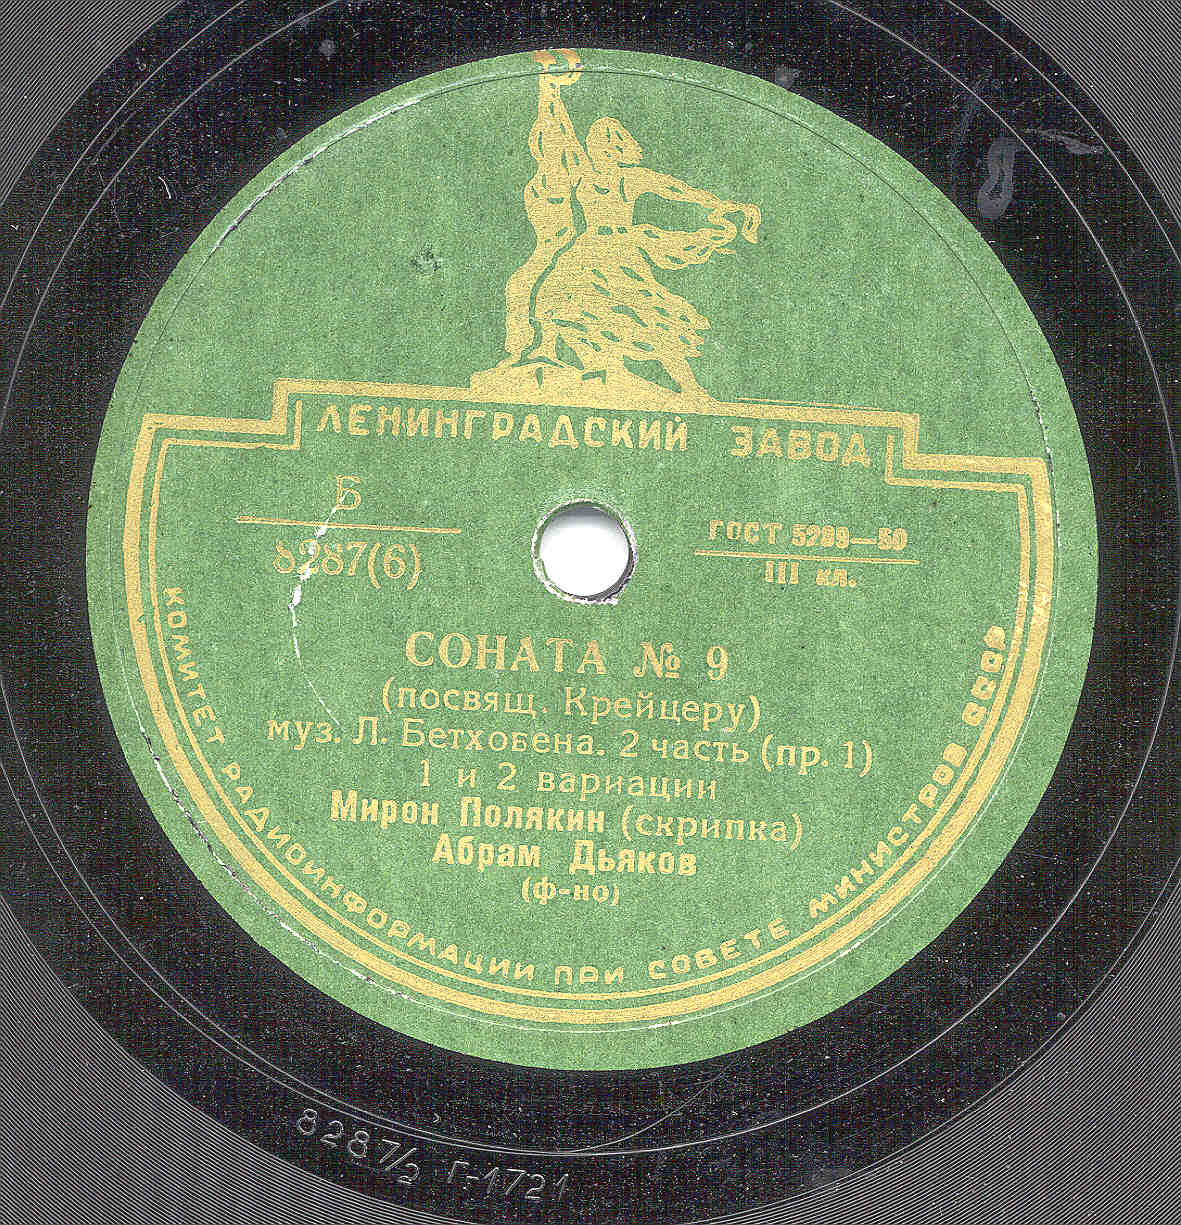 ЛЕНИНГРАДСКИЙ ЗАВОД
Б
8287(6)
ГОСТ 5289—50
III кл.
СОНАТА № 9
(посвящ. Крейцеру)
муз. Л. Бетховена. 2 часть (пр. 1)
1 и 2 вариации
Мирон Полякин (скрипка)
Абрам Дьяков
(ф-но)
КОМИТЕТ РАДИОИНФОРМАЦИИ ПРИ СОВЕТЕ МИНИСТРОВ СССР
8287/2 Г-1721